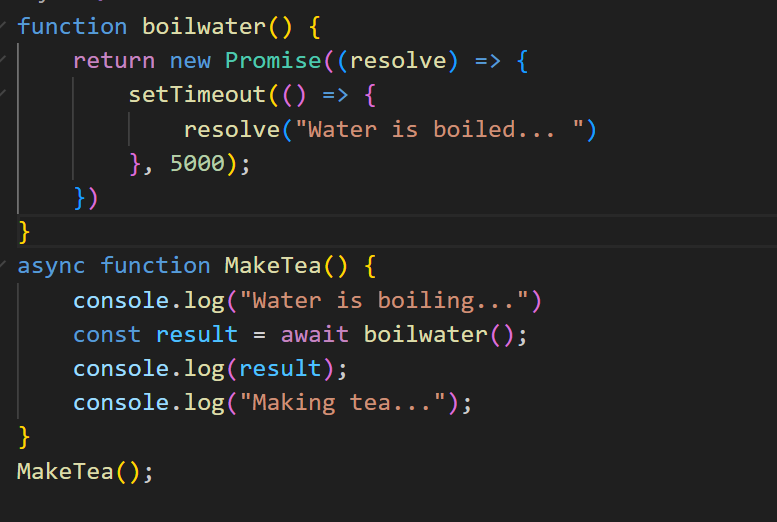 function boilwater() {
    return new Promise((resolve) => {
        setTimeout(() => {
            resolve("Water is boiled... ")
        }, 5000);
    })
}
async function MakeTea() {
    console.log("Water is boiling...")
    const result = await boilwater();
    console.log(result);
    console.log("Making tea...");
}
MakeTea();